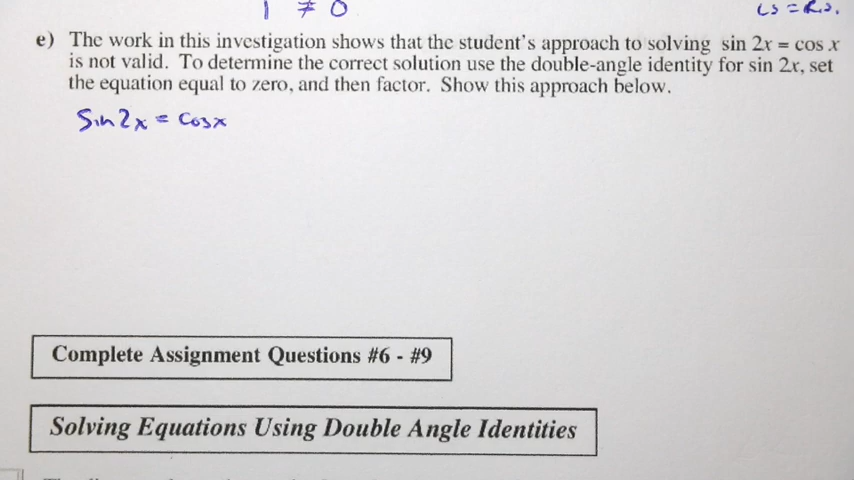 1 ≠ 0
LS = R.S.
e) The work in this investigation shows that the student's approach to solving sin 2x = cos x
is not valid. To determine the correct solution use the double-angle identity for sin 2x, set
the equation equal to zero, and then factor. Show this approach below.
Sin2x = Cosx
Complete Assignment Questions #6 - #9
Solving Equations Using Double Angle Identities